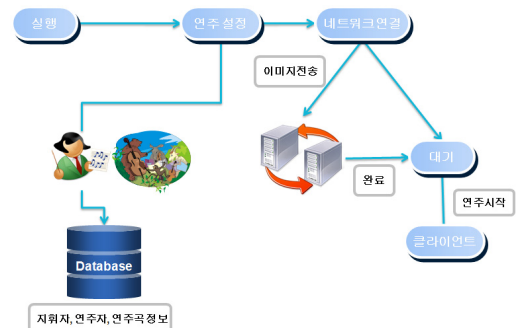 실행
연주 설정
네트워크연결
이미지전송
대기
완료
연주시작
클라이언트
Database
지휘자, 연주자, 연주곡정보